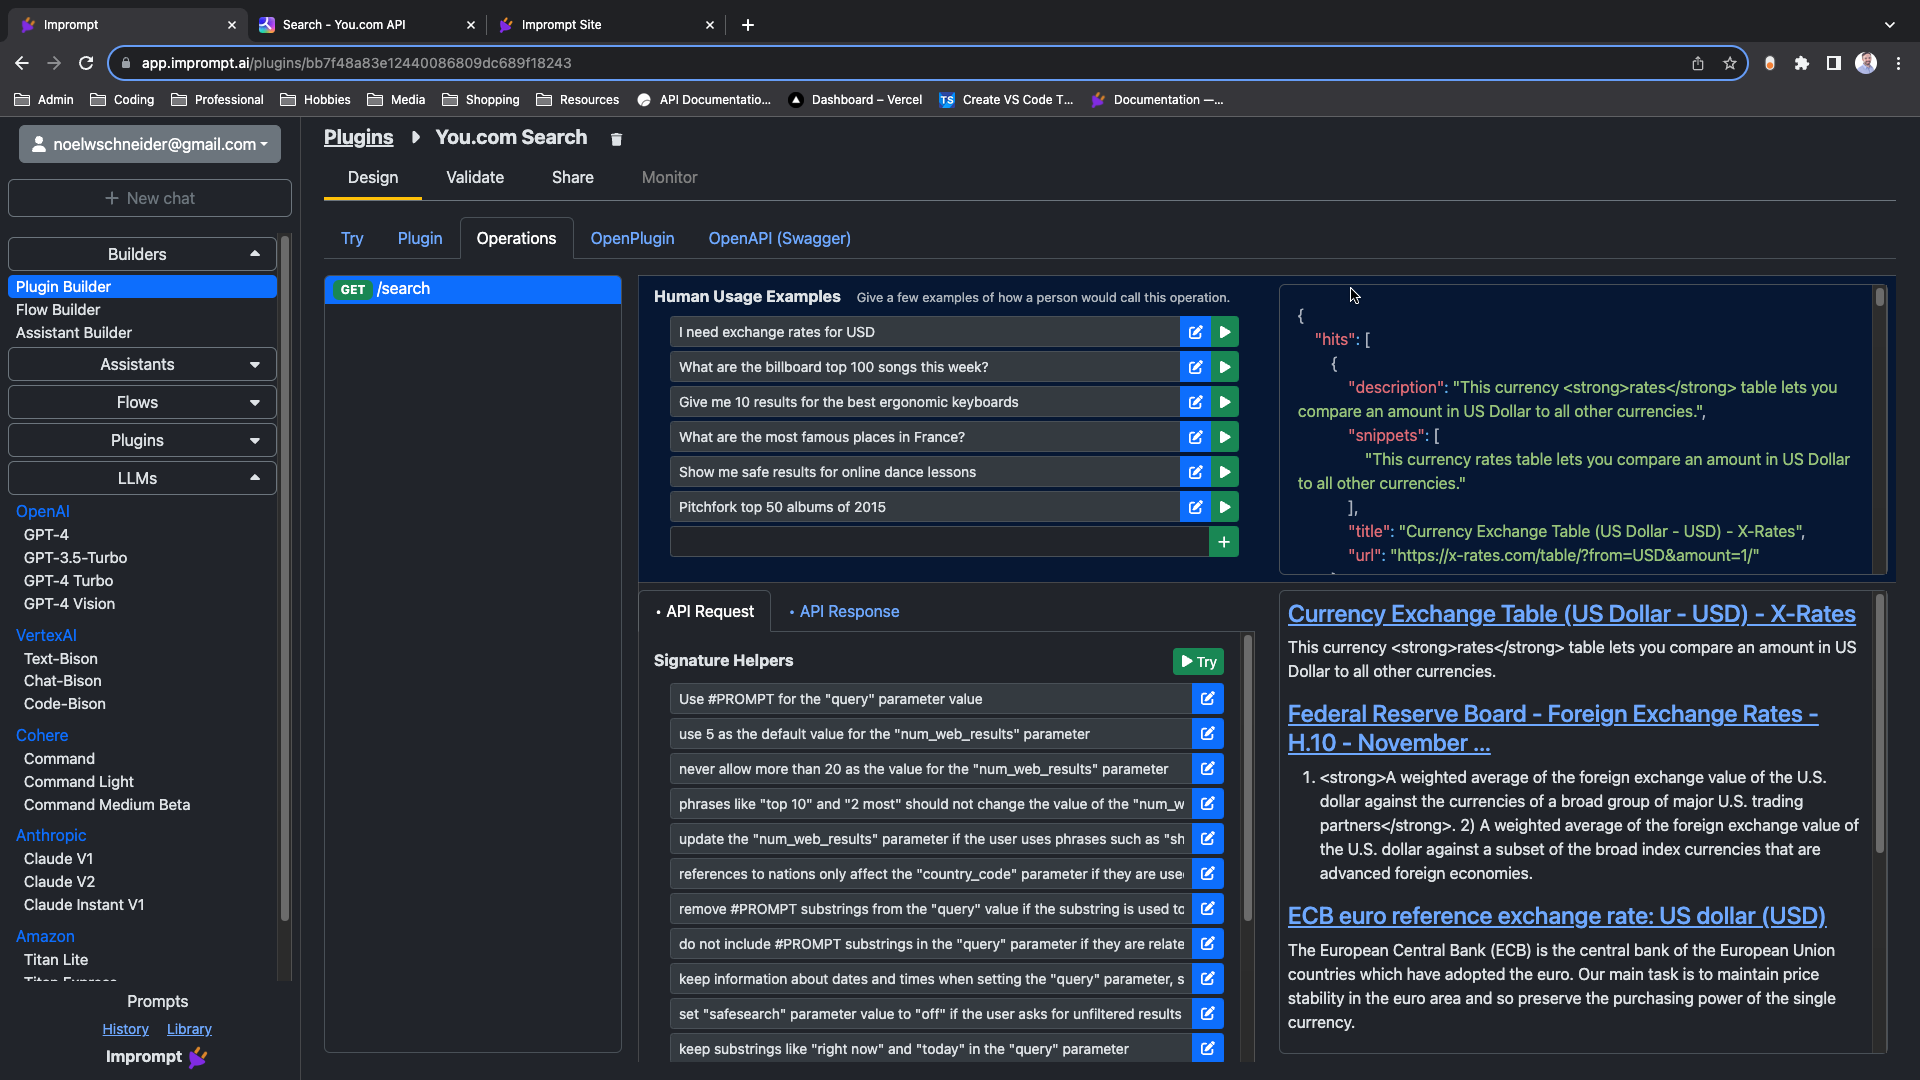 Imprompt
Search - You.com API
Imprompt Site
app.imprompt.ai/plugins/bb7f48a83e12440086809dc689f18243
Admin
Coding
Professional
Hobbies
Media
Shopping
Resources
API Documentatio...
Dashboard – Vercel
TS Create VS Code T...
Documentation —...
noelwschneider@gmail.com
+ New chat
Builders
Plugin Builder
Flow Builder
Assistant Builder
Assistants
Flows
Plugins
LLMs
OpenAI
GPT-4
GPT-3.5-Turbo
GPT-4 Turbo
GPT-4 Vision
VertexAI
Text-Bison
Chat-Bison
Code-Bison
Cohere
Command
Command Light
Command Medium Beta
Anthropic
Claude V1
Claude V2
Claude Instant V1
Amazon
Titan Lite
Titan Express
Prompts
History Library
Imprompt
Plugins You.com Search
Design Validate Share Monitor
Try Plugin Operations OpenPlugin OpenAPI (Swagger)
GET /search
Human Usage Examples Give a few examples of how a person would call this operation.
I need exchange rates for USD
What are the billboard top 100 songs this week?
Give me 10 results for the best ergonomic keyboards
What are the most famous places in France?
Show me safe results for online dance lessons
Pitchfork top 50 albums of 2015
+
• API Request • API Response
Signature Helpers
Try
Use #PROMPT for the "query" parameter value
use 5 as the default value for the "num_web_results" parameter
never allow more than 20 as the value for the "num_web_results" parameter
phrases like "top 10" and "2 most" should not change the value of the "num_w
update the "num_web_results" parameter if the user uses phrases such as "sh
references to nations only affect the "country_code" parameter if they are use
remove #PROMPT substrings from the "query" value if the substring is used to
do not include #PROMPT substrings in the "query" parameter if they are relate
keep information about dates and times when setting the "query" parameter, s
set "safesearch" parameter value to "off" if the user asks for unfiltered results
keep substrings like "right now" and "today" in the "query" parameter
{
"hits": [
{
"description": "This currency <strong>rates</strong> table lets you
compare an amount in US Dollar to all other currencies.",
"snippets": [
"This currency rates table lets you compare an amount in US Dollar
to all other currencies."
],
"title": "Currency Exchange Table (US Dollar - USD) - X-Rates",
"url": "https://x-rates.com/table/?from=USD&amount=1/"
Currency Exchange Table (US Dollar - USD) - X-Rates
This currency <strong>rates</strong> table lets you compare an amount in US
Dollar to all other currencies.
Federal Reserve Board - Foreign Exchange Rates -
H.10 - November ...
1. <strong>A weighted average of the foreign exchange value of the U.S.
dollar against the currencies of a broad group of major U.S. trading
partners</strong>. 2) A weighted average of the foreign exchange value of
the U.S. dollar against a subset of the broad index currencies that are
advanced foreign economies.
ECB euro reference exchange rate: US dollar (USD)
The European Central Bank (ECB) is the central bank of the European Union
countries which have adopted the euro. Our main task is to maintain price
stability in the euro area and so preserve the purchasing power of the single
currency.